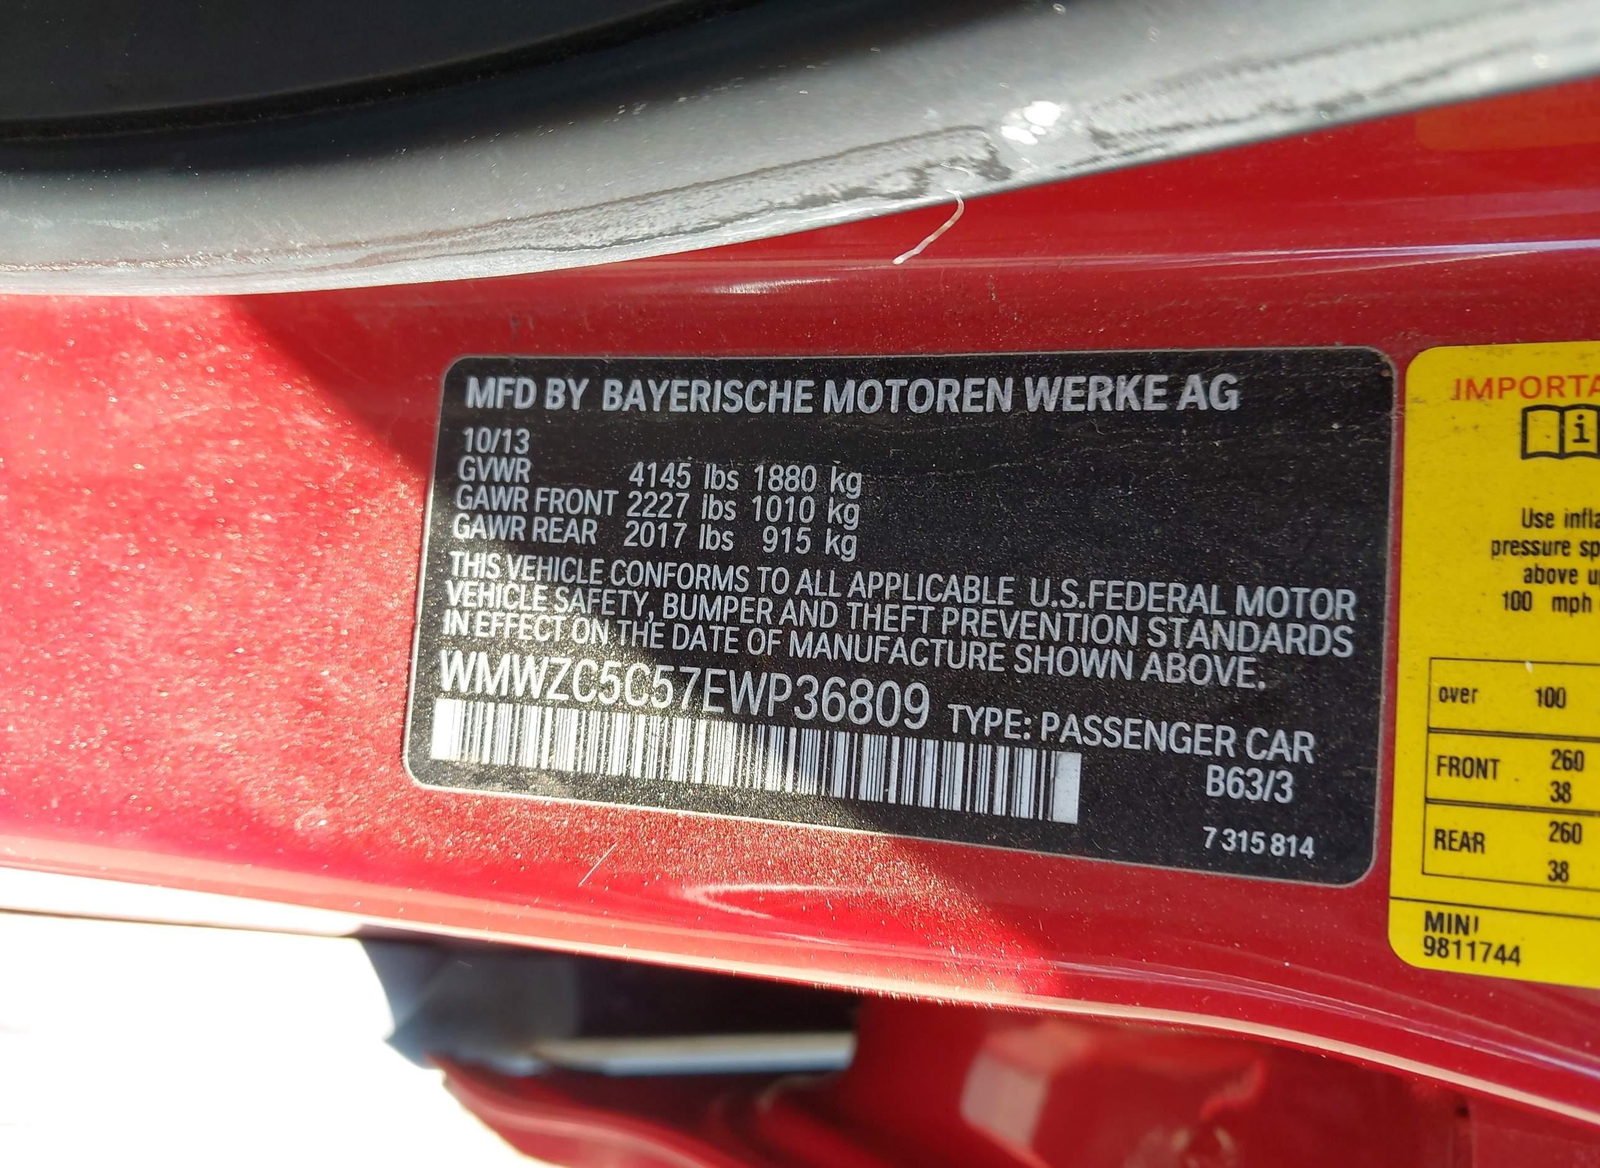 MFD BY BAYERISCHE MOTOREN WERKE AG
10/13
GVWR 4145 lbs 1880 kg
GAWR FRONT 2227 lbs 1010 kg
GAWR REAR 2017 lbs 915 kg
THIS VEHICLE CONFORMS TO ALL APPLICABLE U.S.FEDERAL MOTOR
VEHICLE SAFETY, BUMPER AND THEFT PREVENTION STANDARDS
IN EFFECT ON THE DATE OF MANUFACTURE SHOWN ABOVE.
WMWZC5C57EWP36809 TYPE: PASSENGER CAR
B63/3
7 315 814
IMPORTA
i
Use infla
pressure sp
above up
100 mph
over 100
FRONT 260
38
REAR 260
38
MINI
9811744